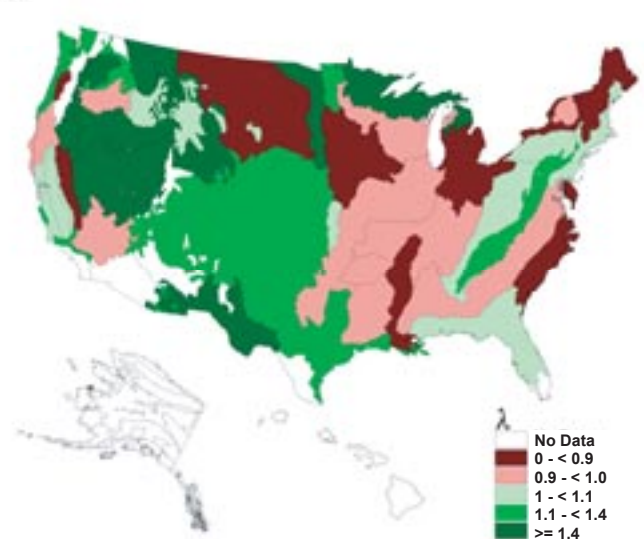 λ
No Data
0 - < 0.9
0.9 - < 1.0
1 - < 1.1
1.1 - < 1.4
>= 1.4